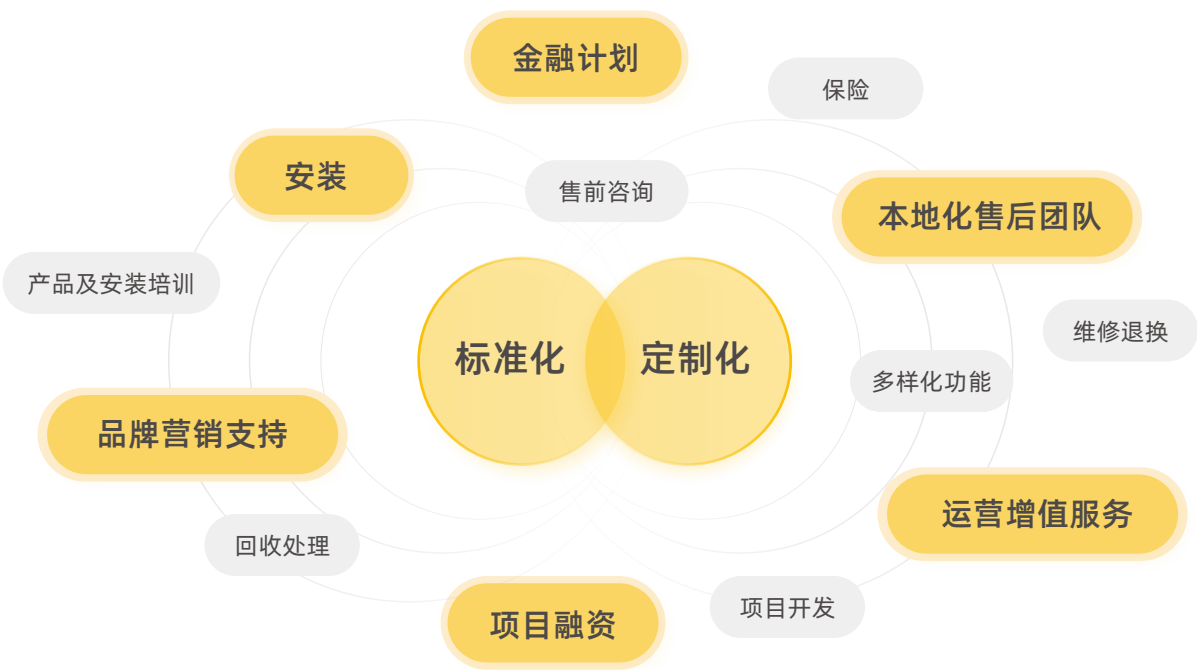 金融计划
保险
安装
售前咨询
本地化售后团队
产品及安装培训
维修退换
标准化
定制化
多样化功能
品牌营销支持
运营增值服务
回收处理
项目开发
项目融资